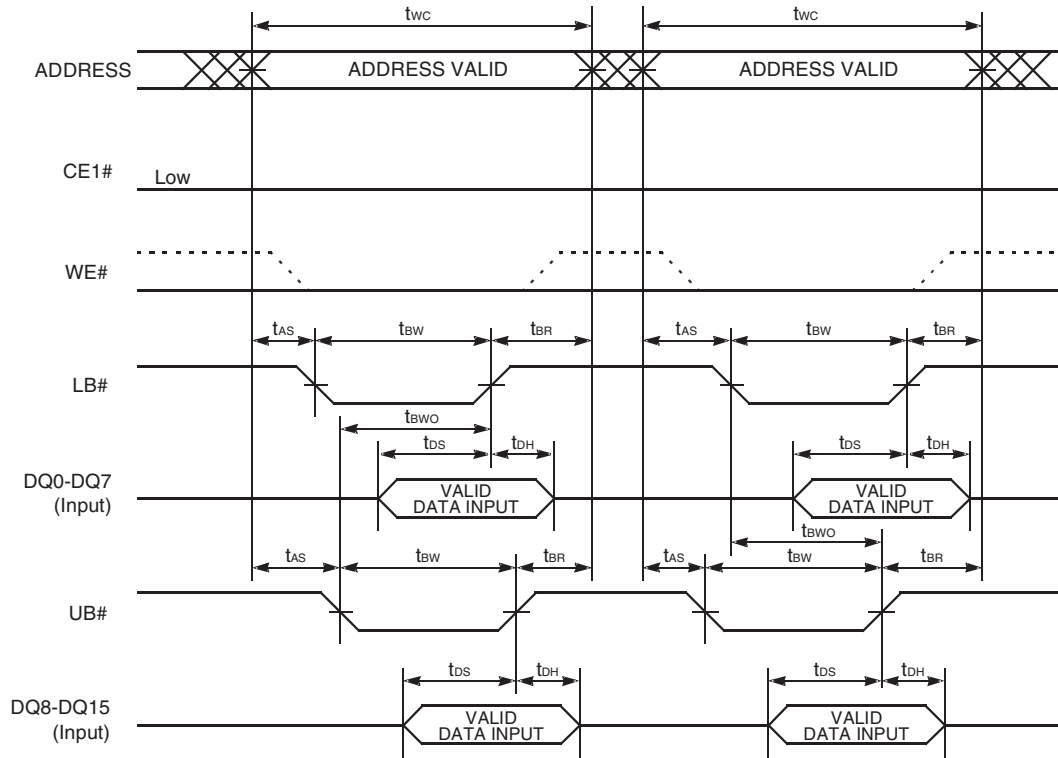 tWC tWC
ADDRESS ADDRESS VALID ADDRESS VALID
CE1# Low
WE#
tAS tBW tBR tAS tBW tBR
LB#
tBWO
tDS tDH tDS tDH
DQ0-DQ7
(Input)
VALID
DATA INPUT
VALID
DATA INPUT
tBWO
tAS tBW tBR tAS tBW tBR
UB#
tDS tDH tDS tDH
DQ8-DQ15
(Input)
VALID
DATA INPUT
VALID
DATA INPUT